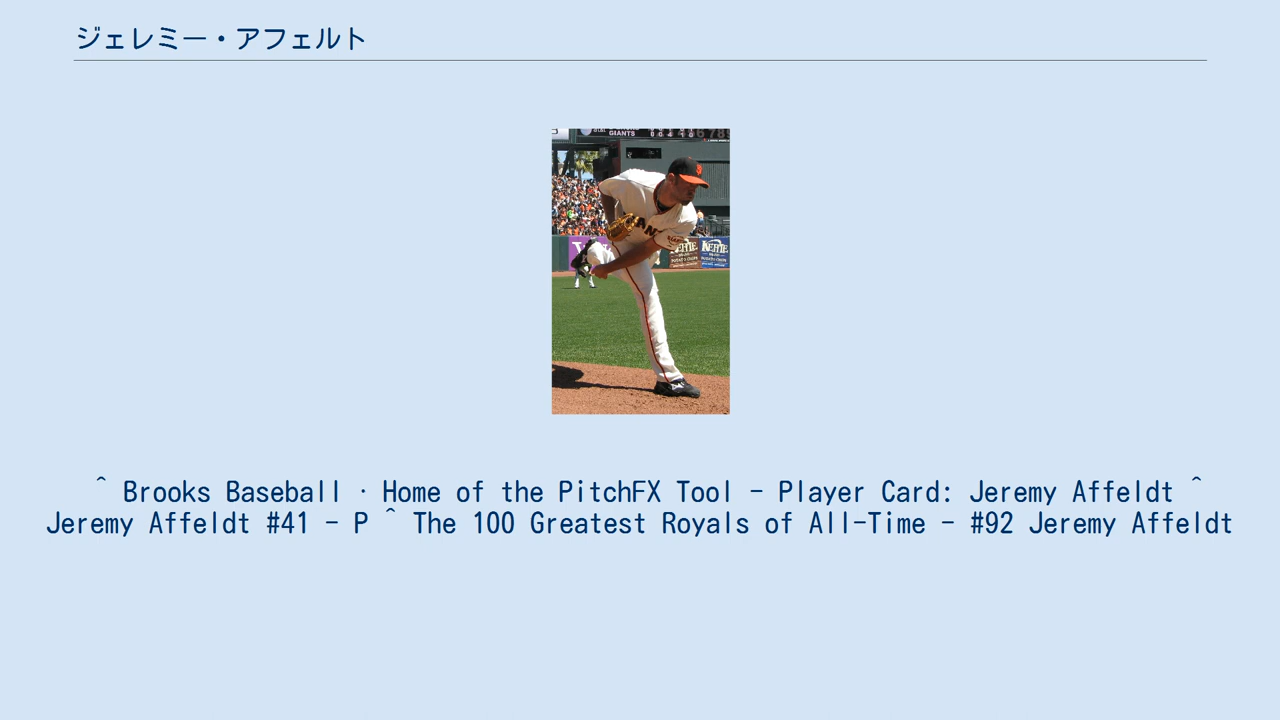 ジェレミー・アフェルト
GIANTS
^ Brooks Baseball · Home of the PitchFX Tool - Player Card: Jeremy Affeldt ^
Jeremy Affeldt #41 - P ^ The 100 Greatest Royals of All-Time - #92 Jeremy Affeldt